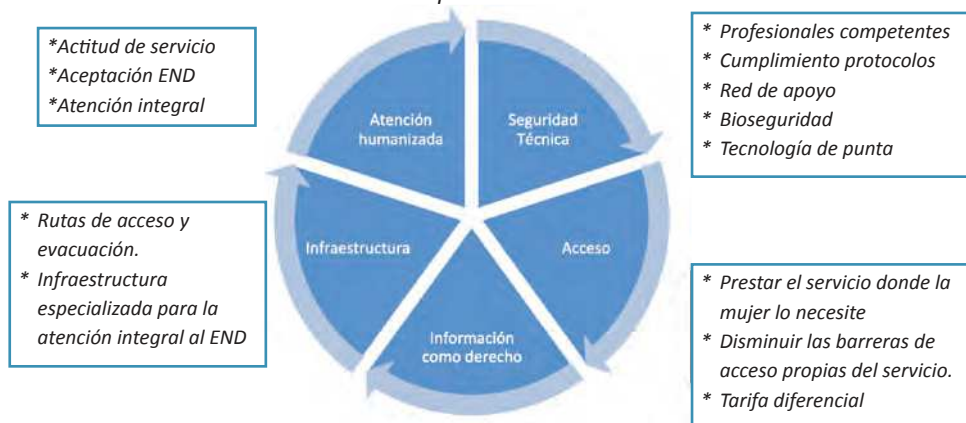 *Actitud de servicio
*Aceptación END
*Atención integral
* Profesionales competentes
* Cumplimiento protocolos
* Red de apoyo
* Bioseguridad
* Tecnología de punta
Atención
humanizada
Seguridad
Técnica
* Rutas de acceso y
evacuación.
* Infraestructura
especializada para la
atención integral al END
Infraestructura
Acceso
Información
como derecho
* Prestar el servicio donde la
mujer lo necesite
* Disminuir las barreras de
acceso propias del servicio.
* Tarifa diferencial